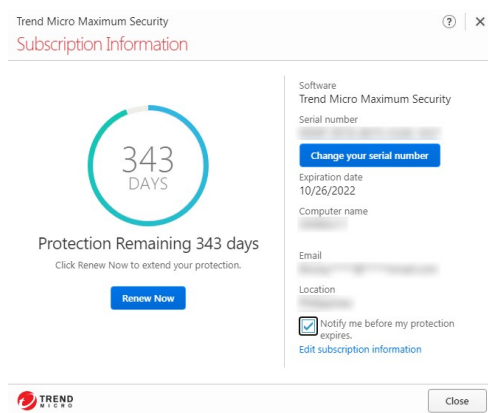 Trend Micro Maximum Security
?
Subscription Information
343
DAYS
Protection Remaining 343 days
Click Renew Now to extend your protection.
Renew Now
Software
Trend Micro Maximum Security
Serial number
Change your serial number
Expiration date
10/26/2022
Computer name
Email
Location
Notify me before my protection
expires.
Edit subscription information
TREND
MICRO
Close